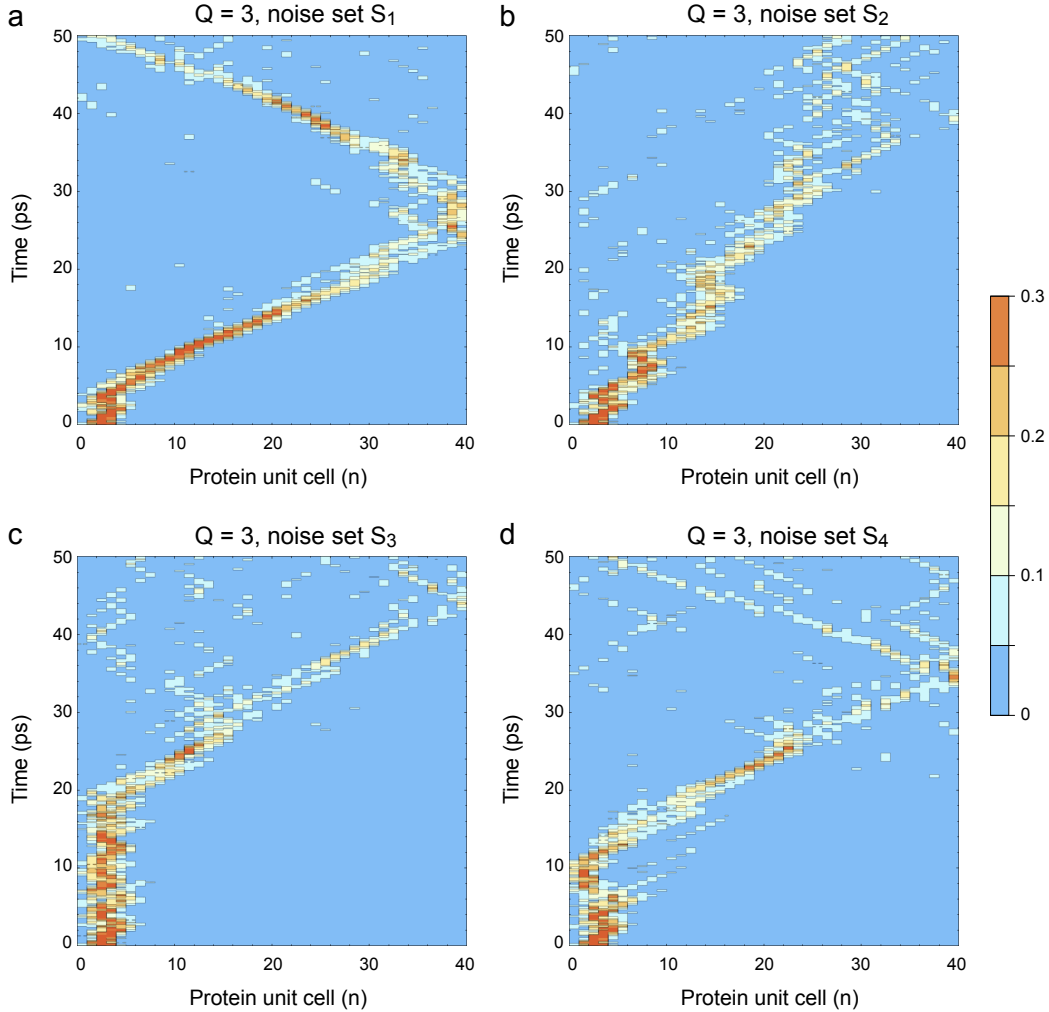 a
Q = 3, noise set S1
50
40
30
20
10
0
Time (ps)
0 10 20 30 40
Protein unit cell (n)
b
Q = 3, noise set S2
50
40
30
20
10
0
Time (ps)
0 10 20 30 40
Protein unit cell (n)
c
Q = 3, noise set S3
50
40
30
20
10
0
Time (ps)
0 10 20 30 40
Protein unit cell (n)
d
Q = 3, noise set S4
50
40
30
20
10
0
Time (ps)
0 10 20 30 40
Protein unit cell (n)
0.3
0.2
0.1
0